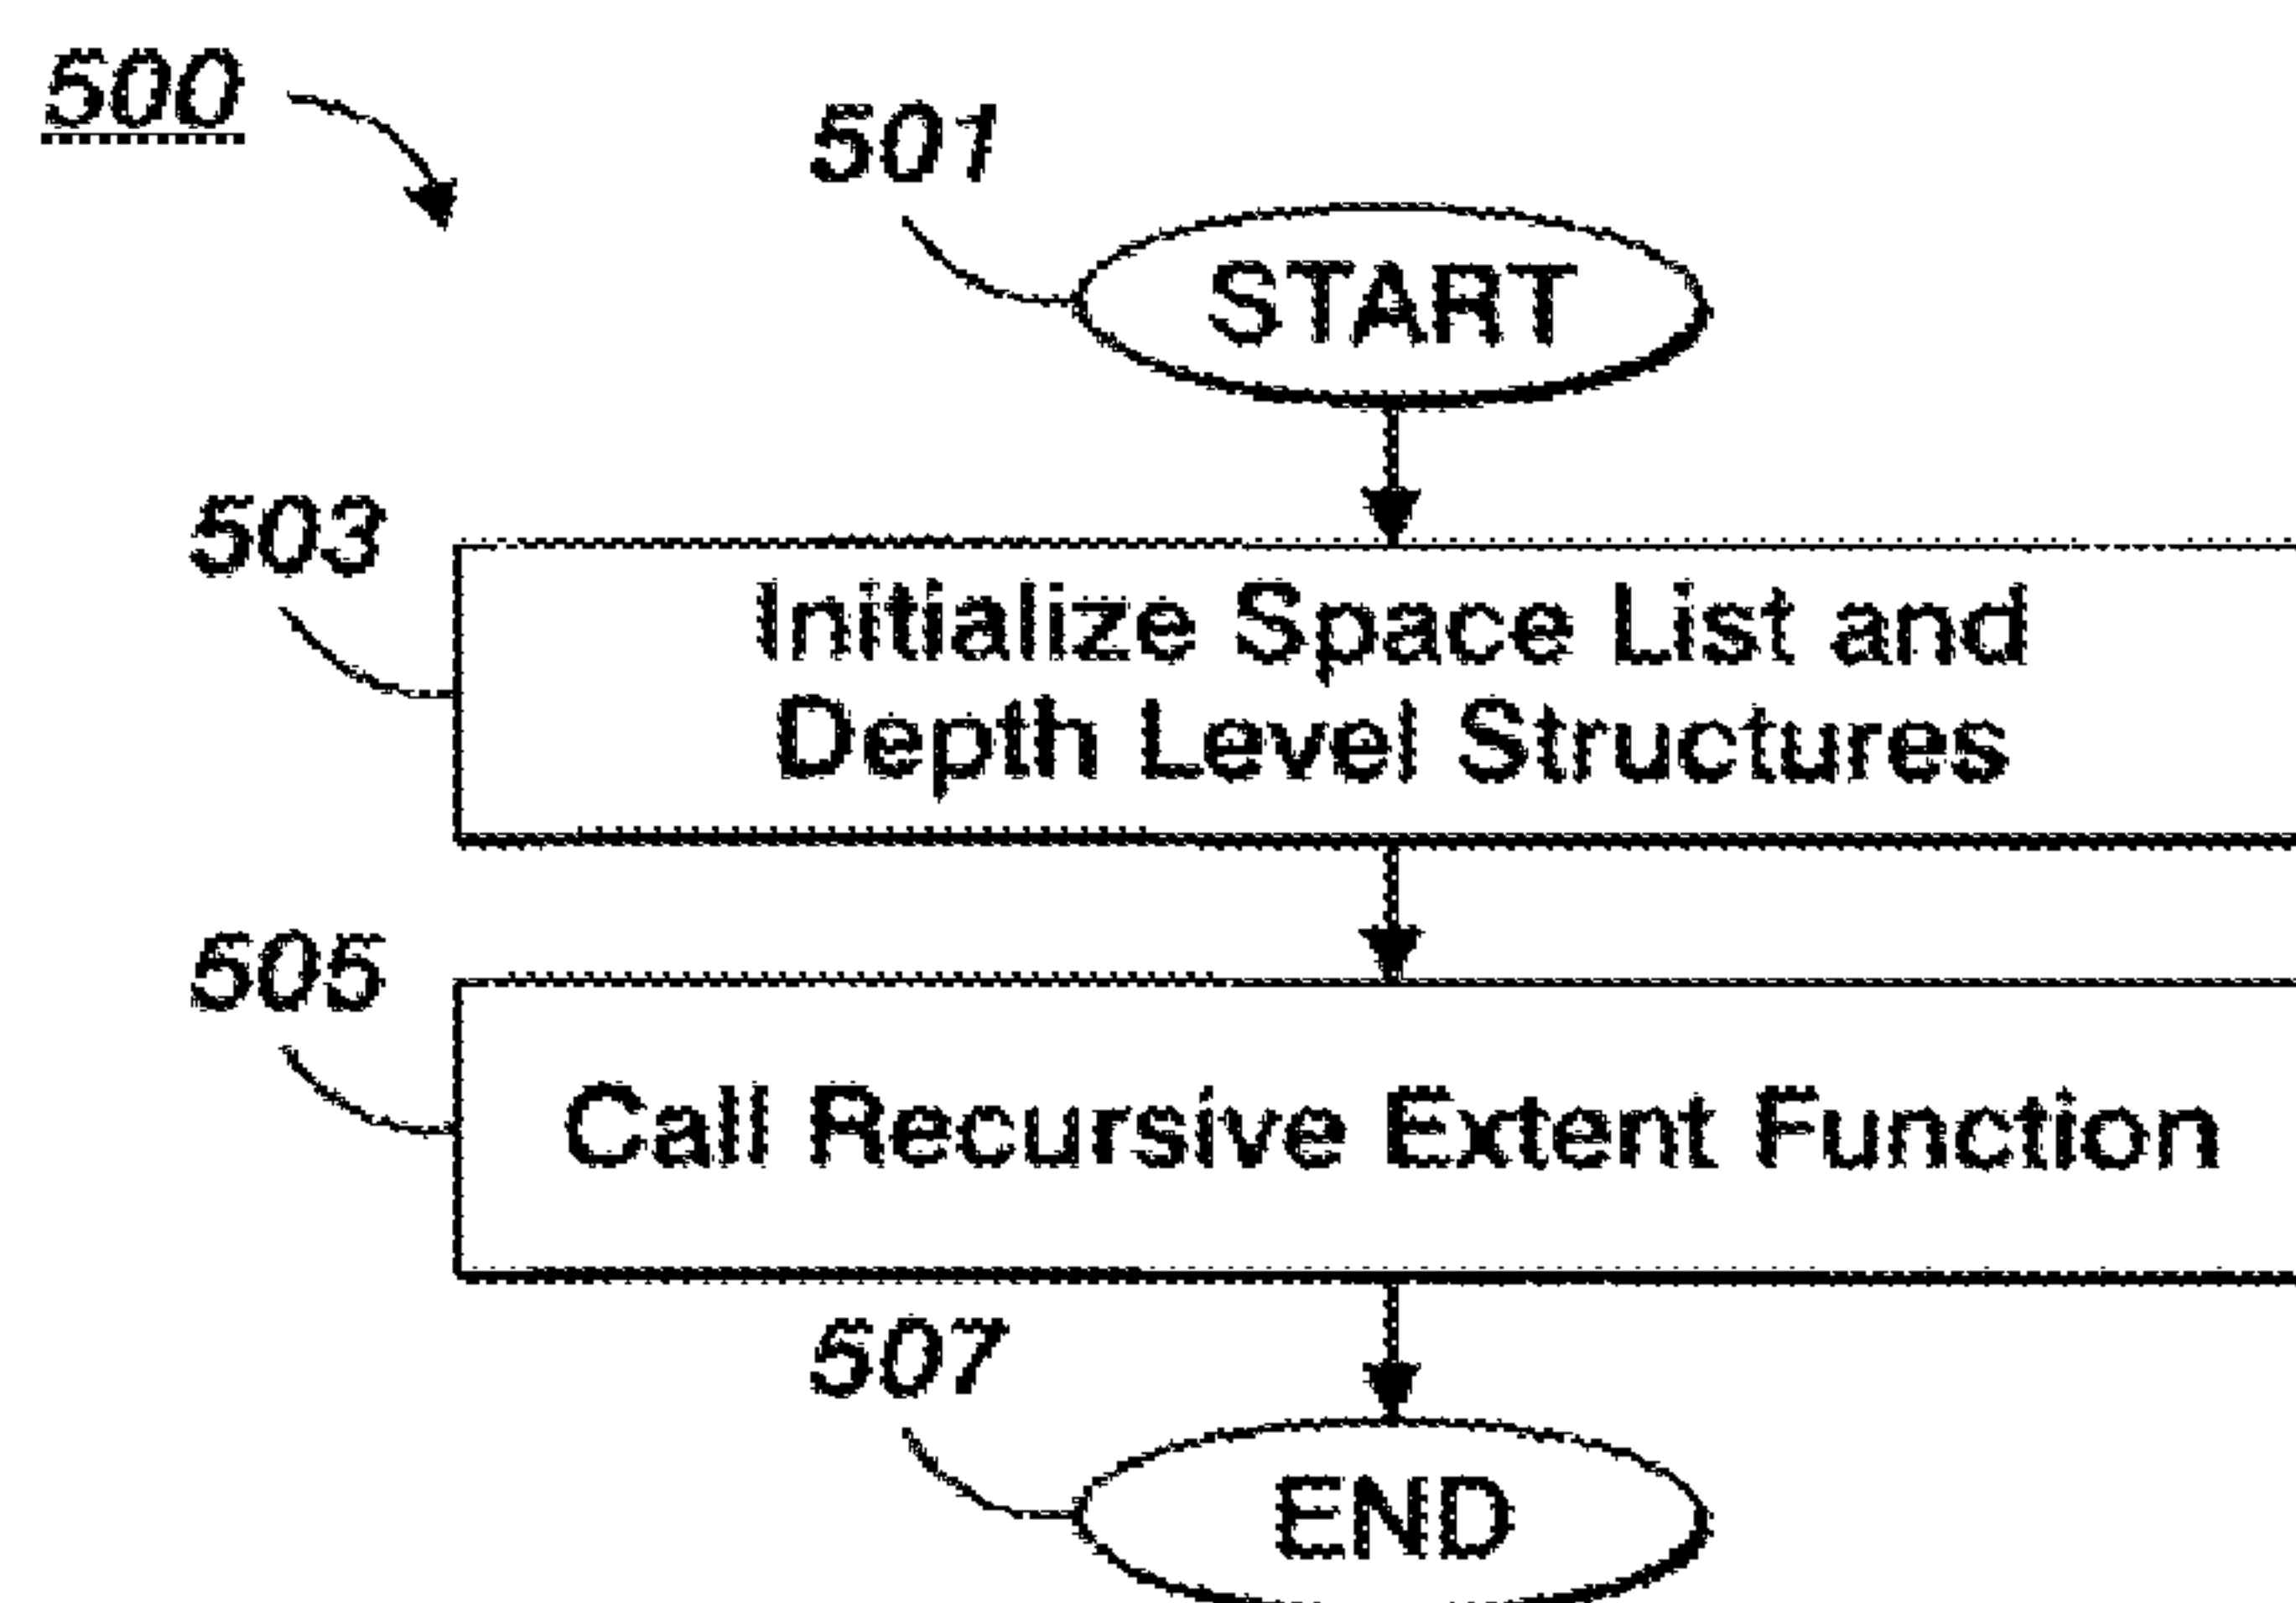 500
501
START
503
Initialize Space List and
Depth Level Structures
505
Call Recursive Extent Function
507
END